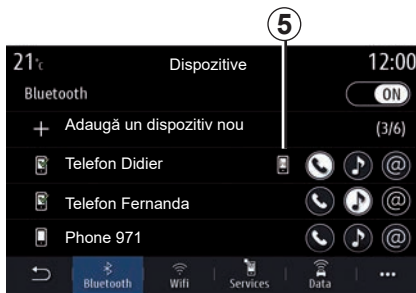 5
21°c Dispozitive 12:00
Bluetooth ON
Adaugă un dispozitiv nou (3/6)
Telefon Didier @
Telefon Fernanda @
Phone 971 @
Bluetooth Wifi Services Data